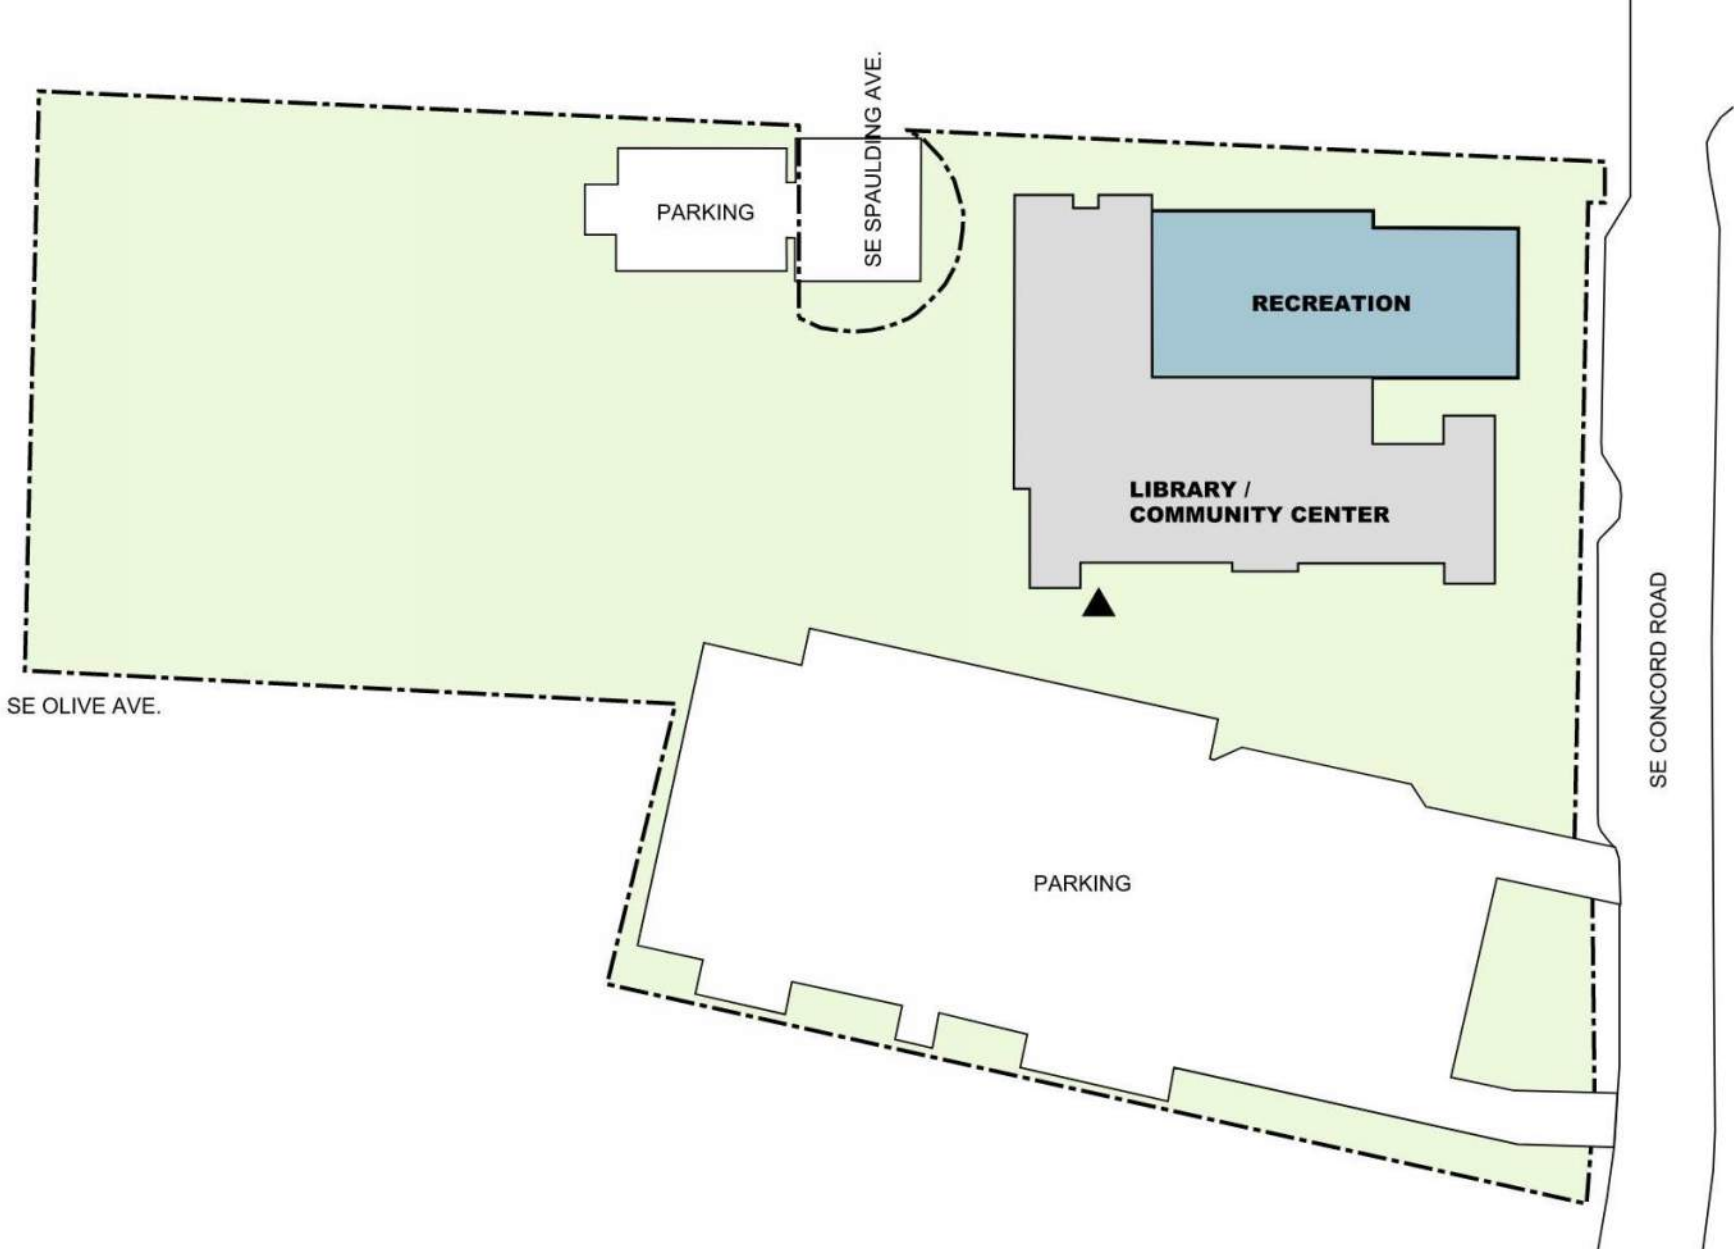 SE SPAULDING AVE.
PARKING
RECREATION
LIBRARY /
COMMUNITY CENTER
SE CONCORD ROAD
SE OLIVE AVE.
PARKING